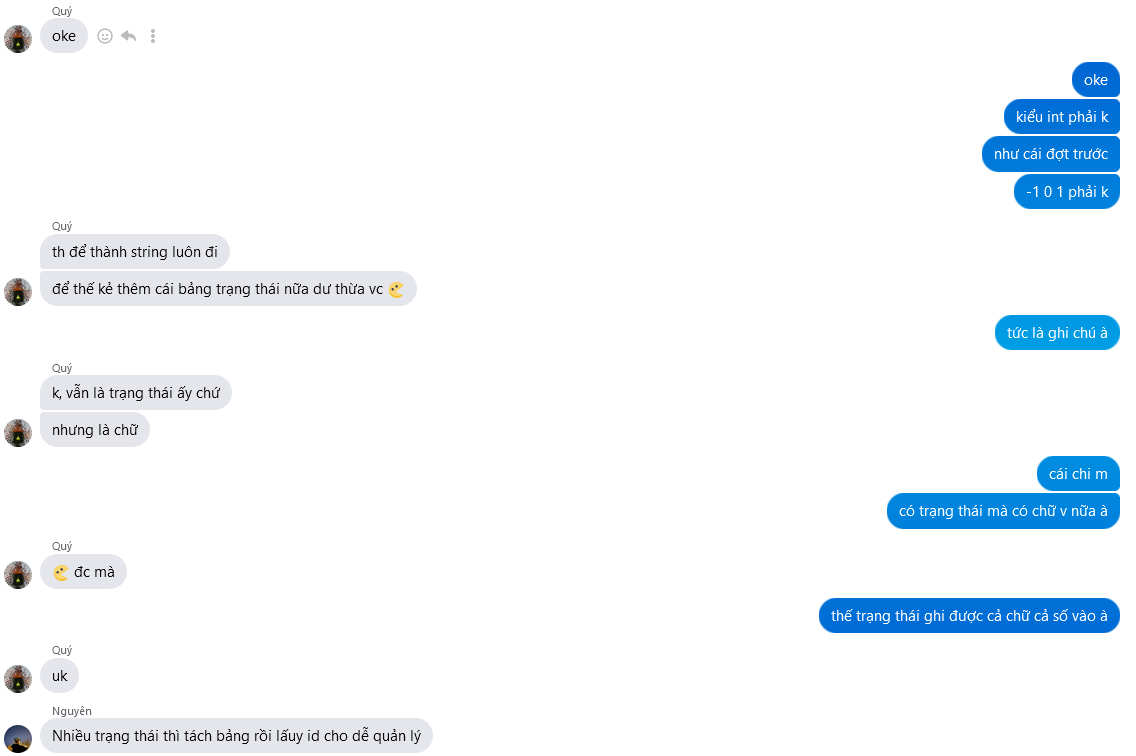 Quý
oke
oke
kiểu int phải k
như cái đợt trước
-1 0 1 phải k
Quý
th để thành string luôn đi
để thế kẻ thêm cái bảng trạng thái nữa dư thừa vc
tức là ghi chú à
Quý
k, vẫn là trạng thái ấy chứ
nhưng là chữ
cái chi m
có trạng thái mà có chữ v nữa à
Quý
đc mà
thế trạng thái ghi được cả chữ cả số vào à
Quý
uk
Nguyên
Nhiều trạng thái thì tách bảng rồi lấuy id cho dễ quản lý